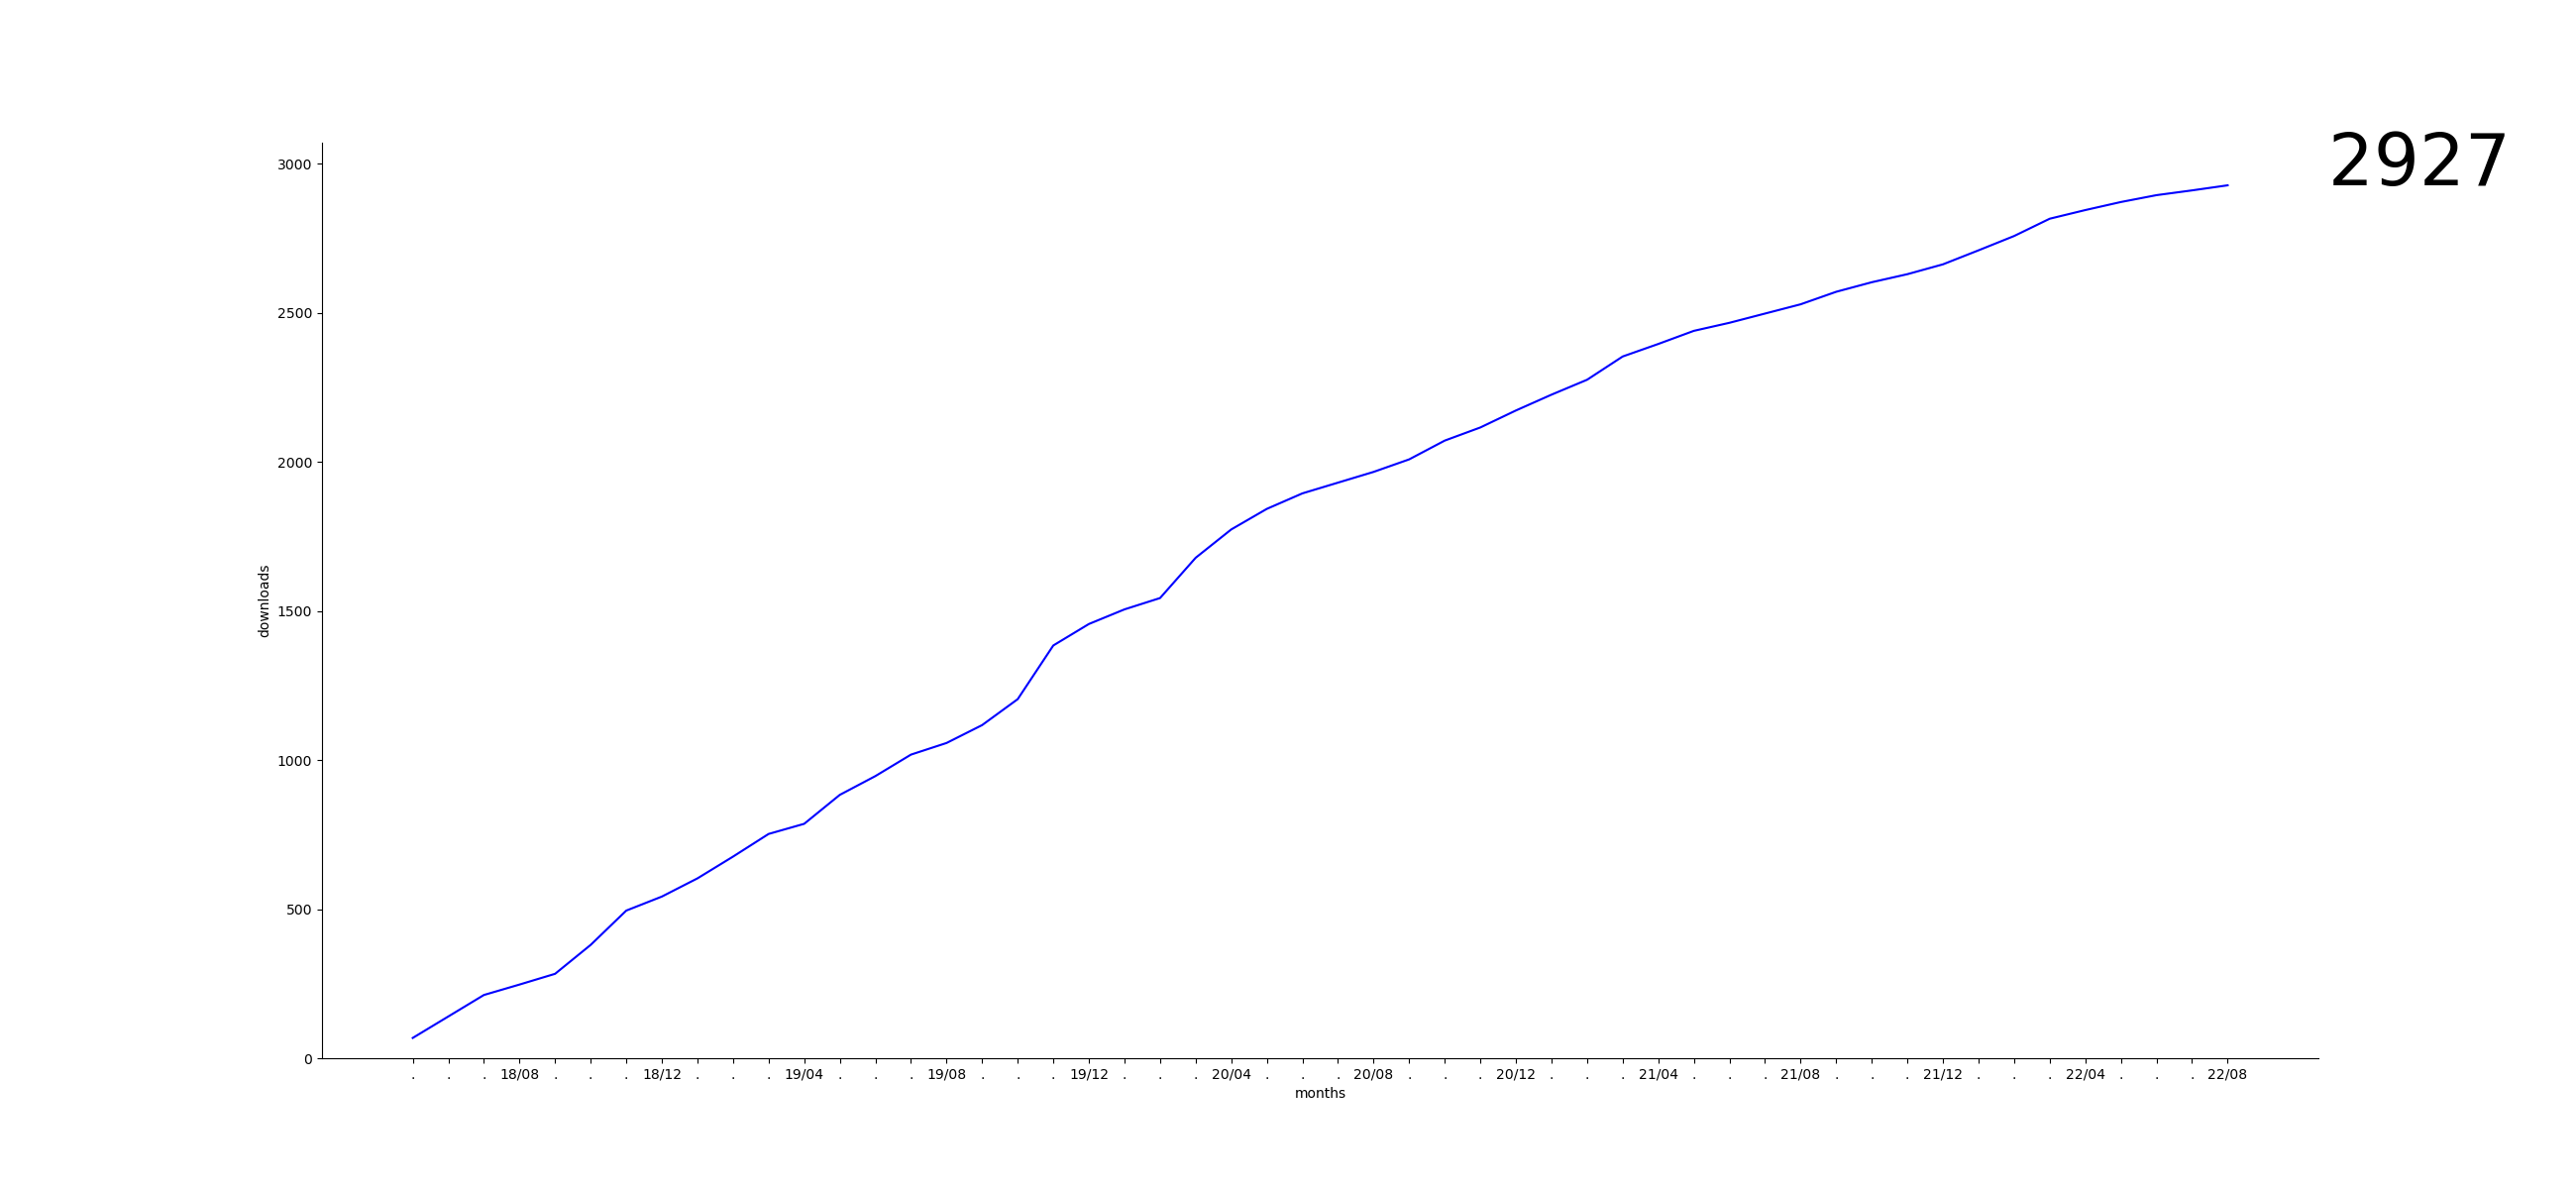 2927
3000
2500
2000
1500
1000
500
0
downloads
. . . 18/08 . . . 18/12 . . . 19/04 . . . 19/08 . . . 19/12 . . . 20/04 . . . 20/08 . . . 20/12 . . . 21/04 . . . 21/08 . . . 21/12 . . . 22/04 . . . 22/08
months